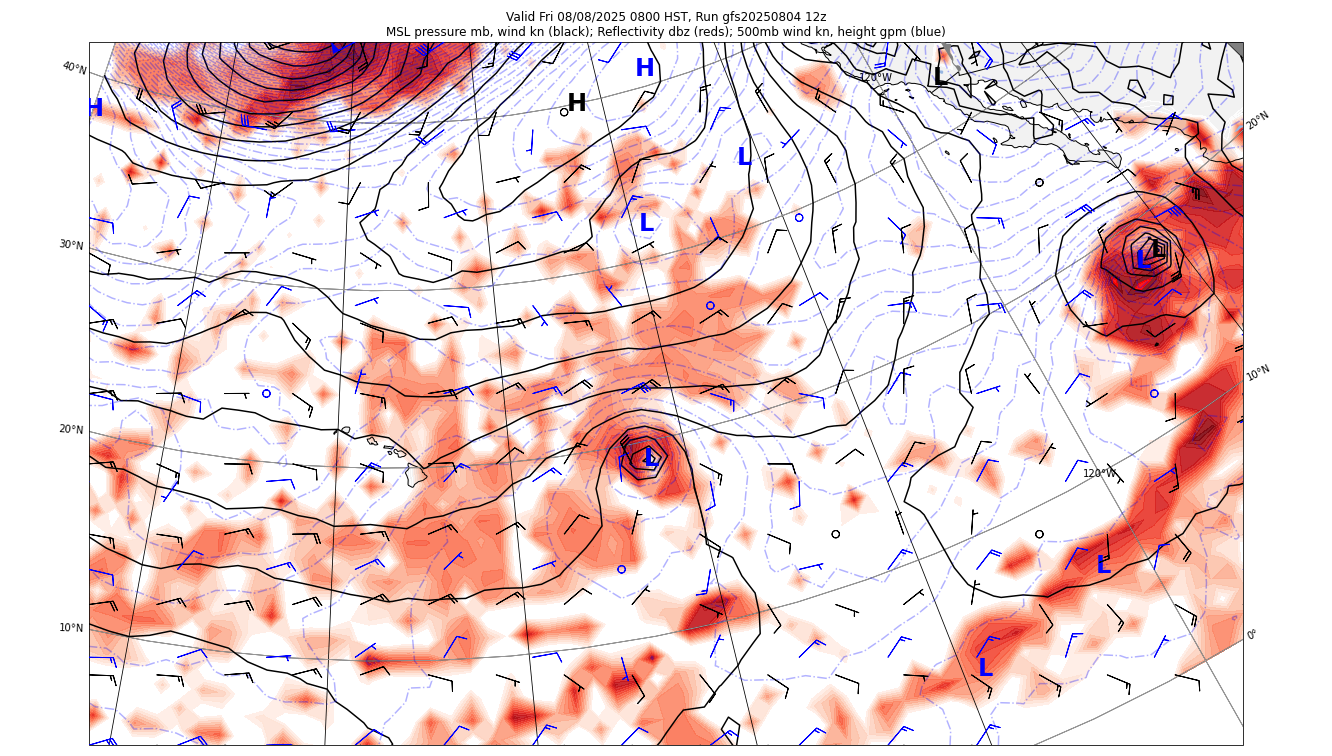 Valid Fri 08/08/2025 0800 HST, Run gfs20250804 12z
MSL pressure mb, wind kn (black); Reflectivity dbz (reds); 500mb wind kn, height gpm (blue)
40°N
H
H
H
L
120°W
L
20°N
L
30°N
L
L
10°N
20°N
L
120°W
L
10°N
0°
L